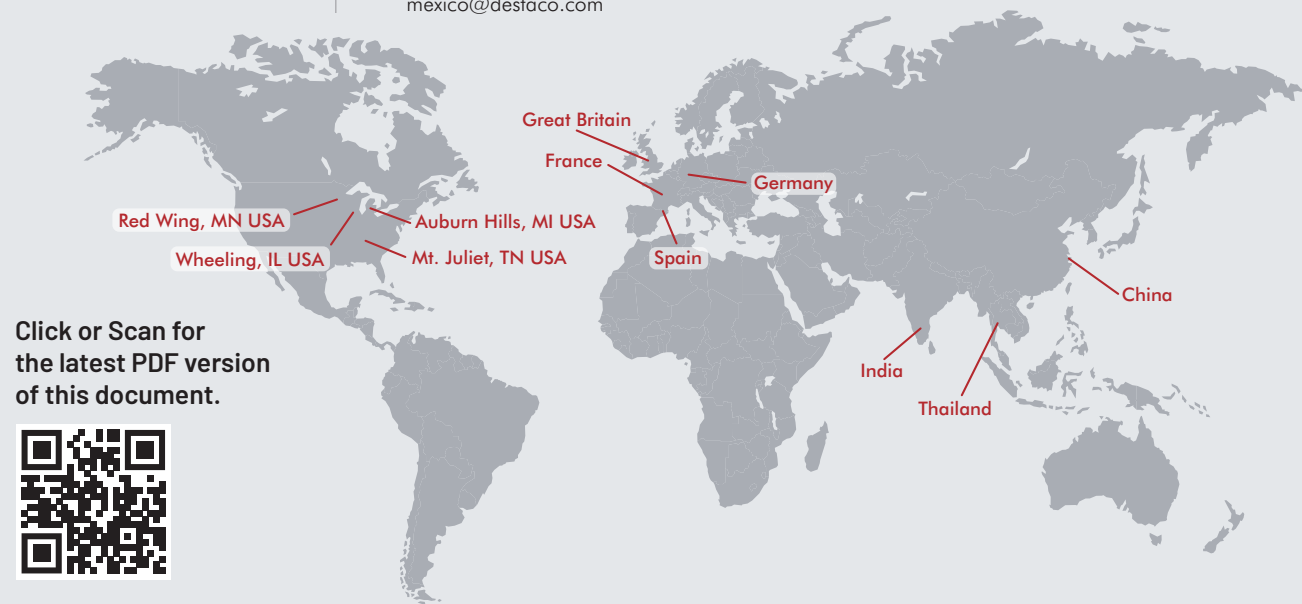 mexico@destaco.com
Great Britain
France
Germany
Red Wing, MN USA
Auburn Hills, MI USA
Wheeling, IL USA
Mt. Juliet, TN USA
Spain
China
India
Thailand
Click or Scan for
the latest PDF version
of this document.